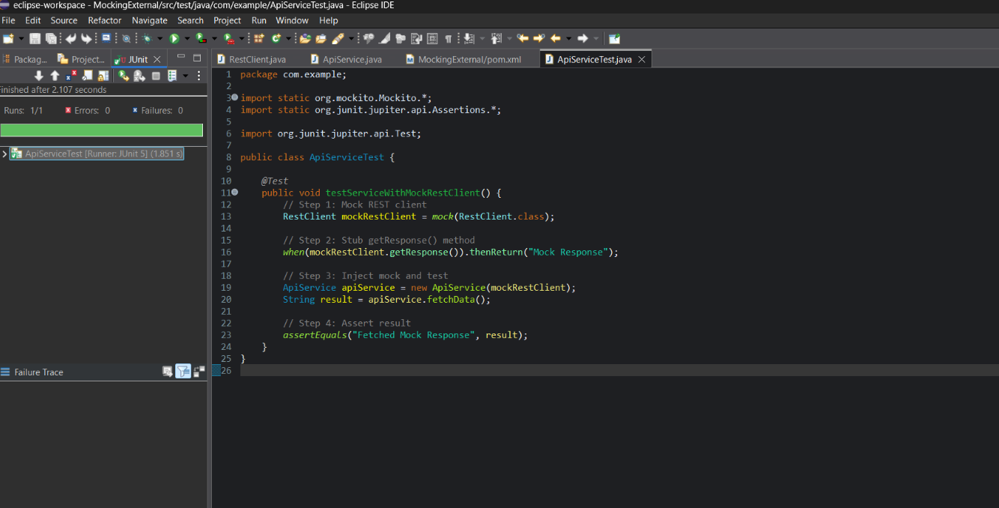 eclipse-workspace - MockingExternal/src/test/java/com/example/ApiServiceTest.java - Eclipse IDE
File Edit Source Refactor Navigate Search Project Run Window Help
Packag... Project... JUnit
RestClient.java ApiService.java MockingExternal/pom.xml ApiServiceTest.java
inished after 2.107 seconds
Runs: 1/1 Errors: 0 Failures: 0
ApiServiceTest [Runner: JUnit 5] (1.851 s)
Failure Trace
1 package com.example;
2
3 import static org.mockito.Mockito.*;
4 import static org.junit.jupiter.api.Assertions.*;
5
6 import org.junit.jupiter.api.Test;
7
8 public class ApiServiceTest {
9
10 @Test
11 public void testServiceWithMockRestClient() {
12 // Step 1: Mock REST client
13 RestClient mockRestClient = mock(RestClient.class);
14
15 // Step 2: Stub getResponse() method
16 when(mockRestClient.getResponse()).thenReturn("Mock Response");
17
18 // Step 3: Inject mock and test
19 ApiService apiService = new ApiService(mockRestClient);
20 String result = apiService.fetchData();
21
22 // Step 4: Assert result
23 assertEquals("Fetched Mock Response", result);
24 }
25 }
26